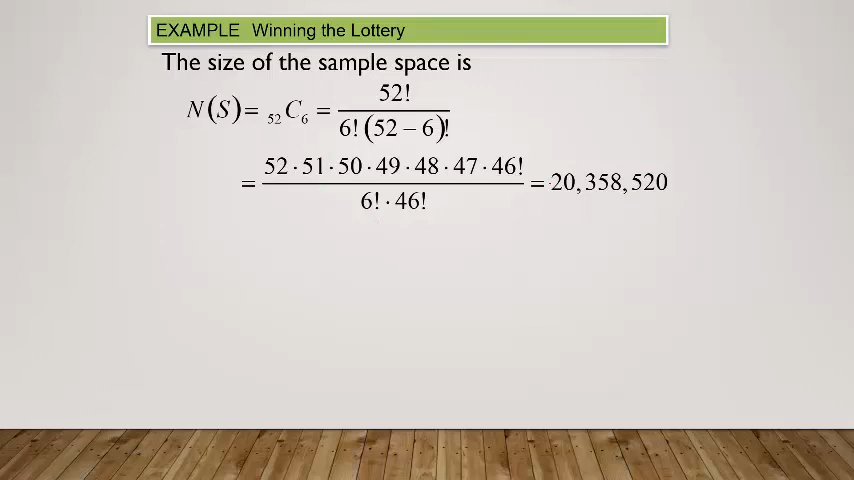 EXAMPLE Winning the Lottery
The size of the sample space is
N(S) = ₅₂C₆ = 52! / 6!(52 − 6)!
= 52 · 51 · 50 · 49 · 48 · 47 · 46! / 6! · 46! = 20,358,520